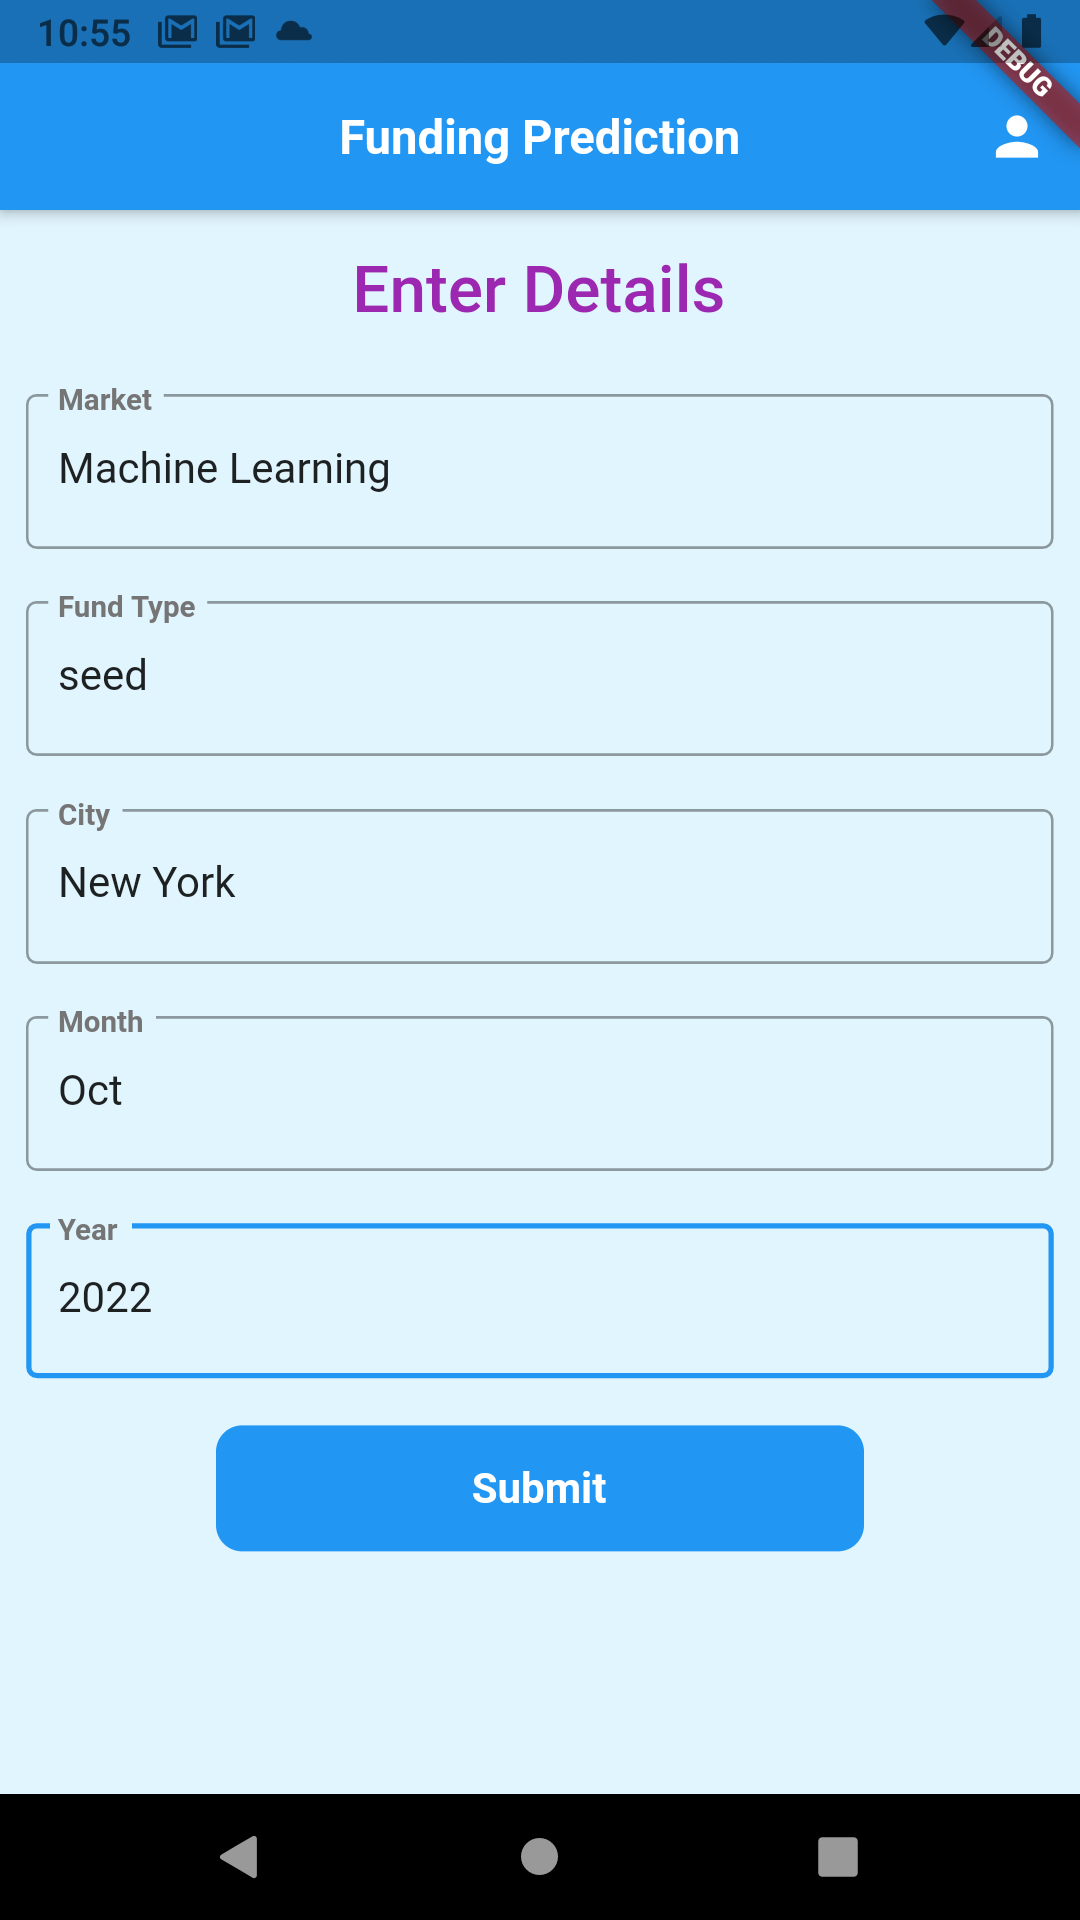 10:55
DEBUG
Funding Prediction
Enter Details
Market
Machine Learning
Fund Type
seed
City
New York
Month
Oct
Year
2022
Submit